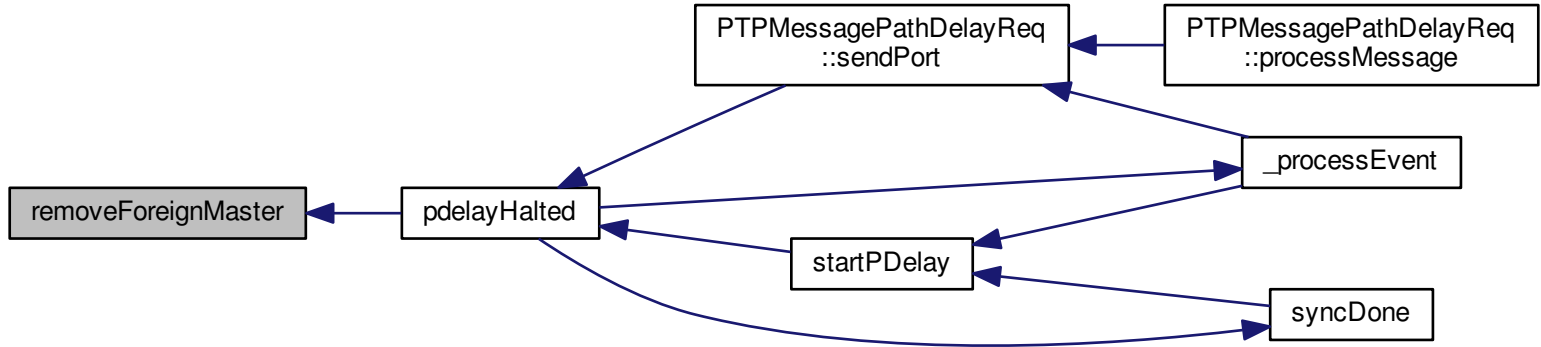 PTPMessagePathDelayReq
::sendPort
PTPMessagePathDelayReq
::processMessage
_processEvent
removeForeignMaster
pdelayHalted
startPDelay
syncDone